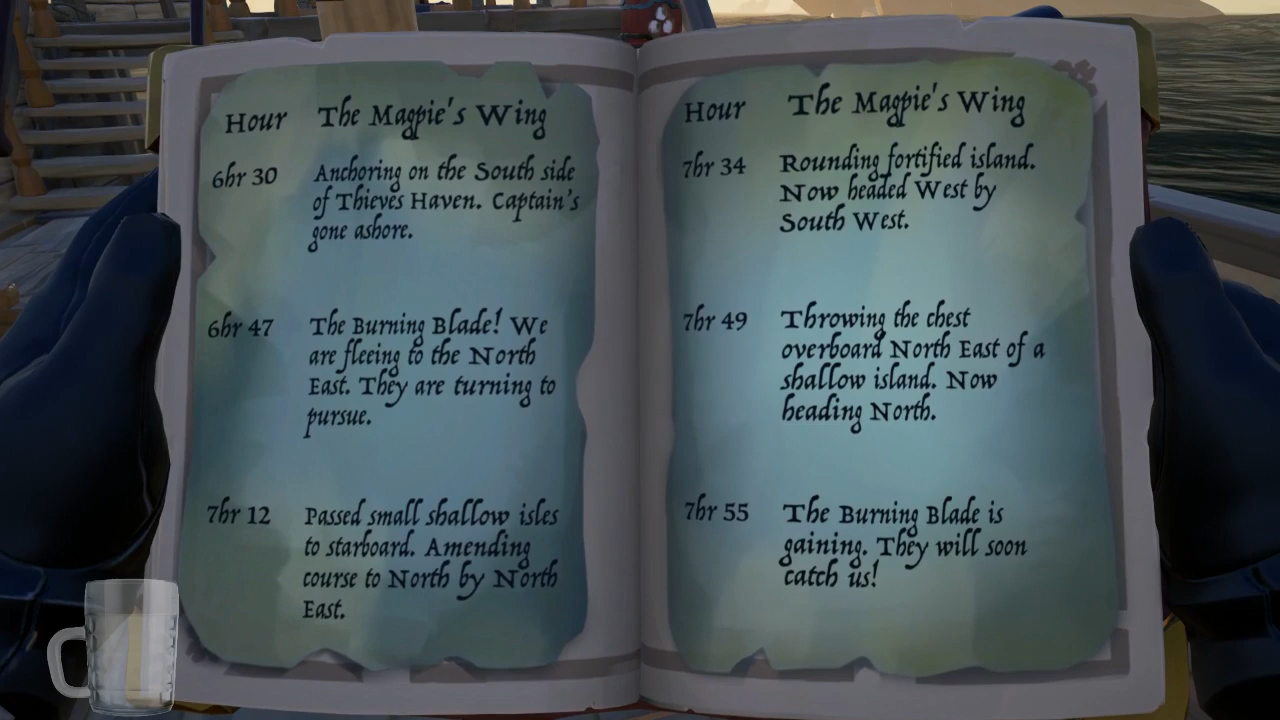 Hour The Magpie's Wing
6hr 30 Anchoring on the South side
of Thieves Haven. Captain's
gone ashore.
6hr 47 The Burning Blade! We
are fleeing to the North
East. They are turning to
pursue.
7hr 12 Passed small shallow isles
to starboard. Amending
course to North by North
East.
Hour The Magpie's Wing
7hr 34 Rounding fortified island.
Now headed West by
South West.
7hr 49 Throwing the chest
overboard North East of a
shallow island. Now
heading North.
7hr 55 The Burning Blade is
gaining. They will soon
catch us!